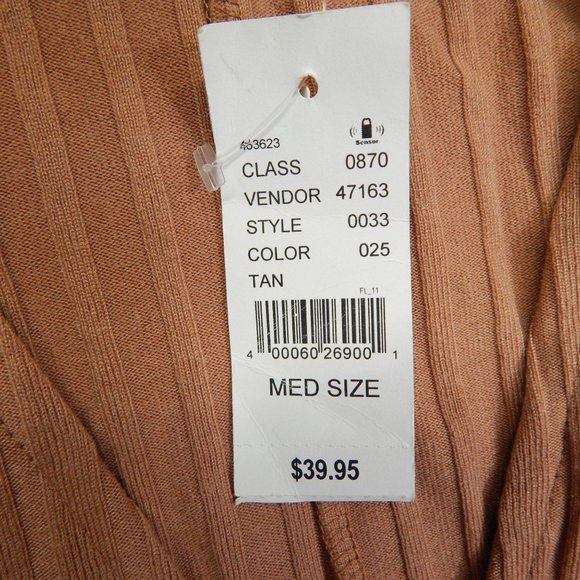 463623
Sensor
CLASS 0870
VENDOR 47163
STYLE 0033
COLOR 025
TAN
FL_11
4 00060 26900 1
MED SIZE
$39.95